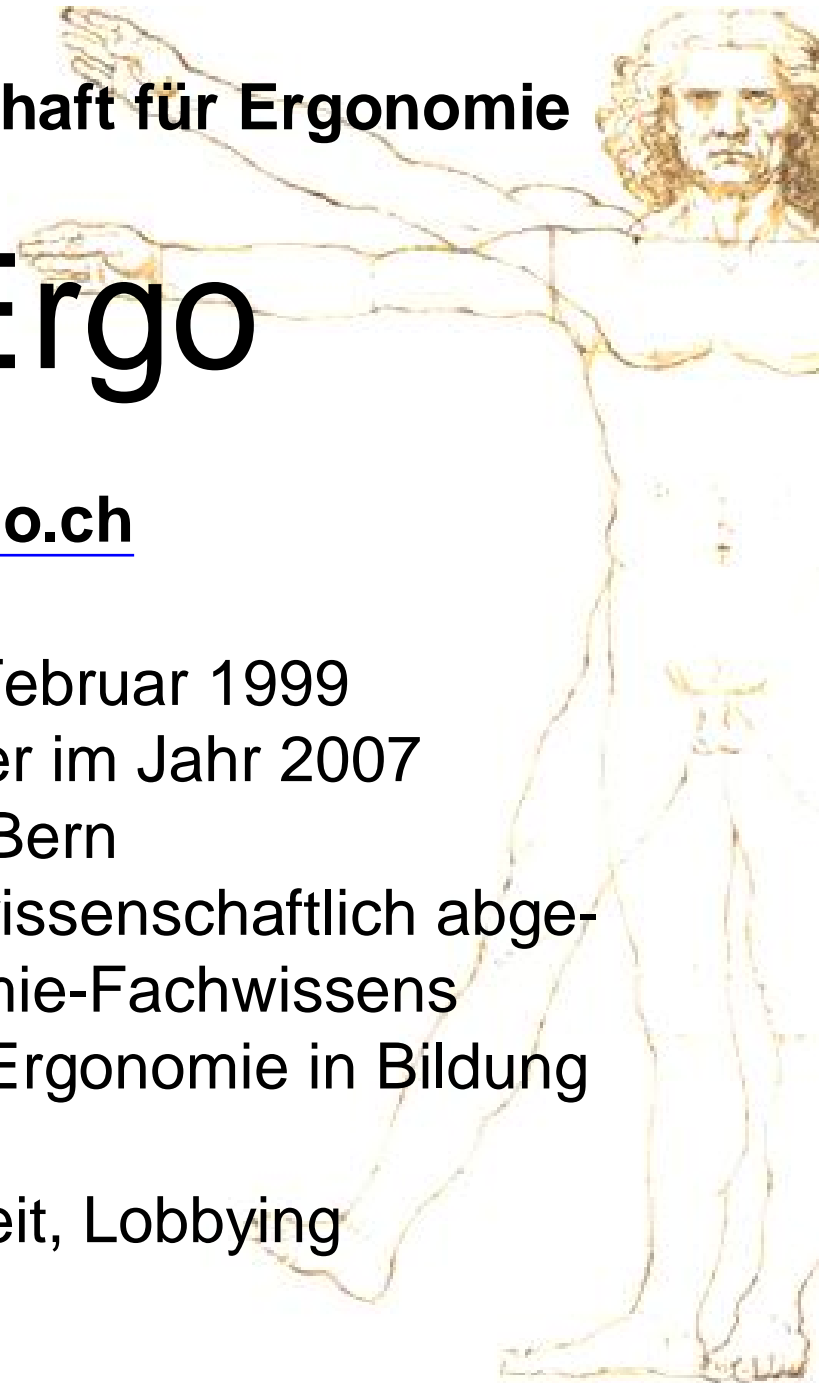 haft für Ergonomie
Ergo
o.ch
Februar 1999
er im Jahr 2007
Bern
wissenschaftlich abge-
nie-Fachwissens
Ergonomie in Bildung
eit, Lobbying